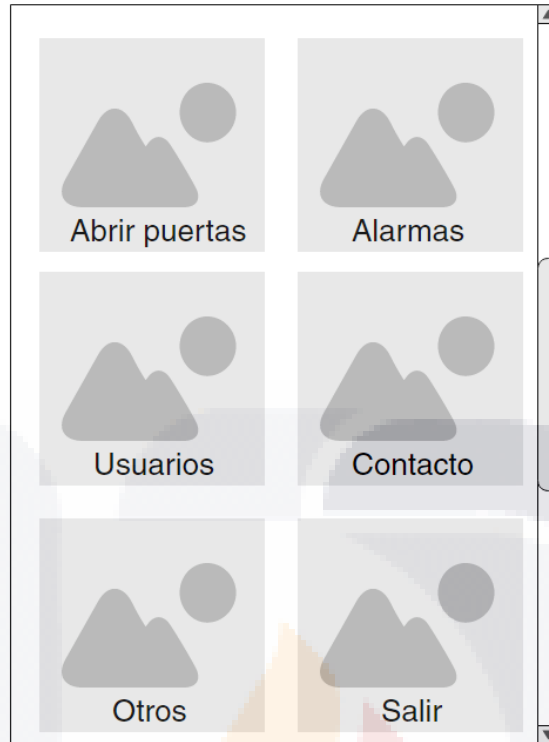 Abrir puertas
Alarmas
Usuarios
Contacto
Otros
Salir